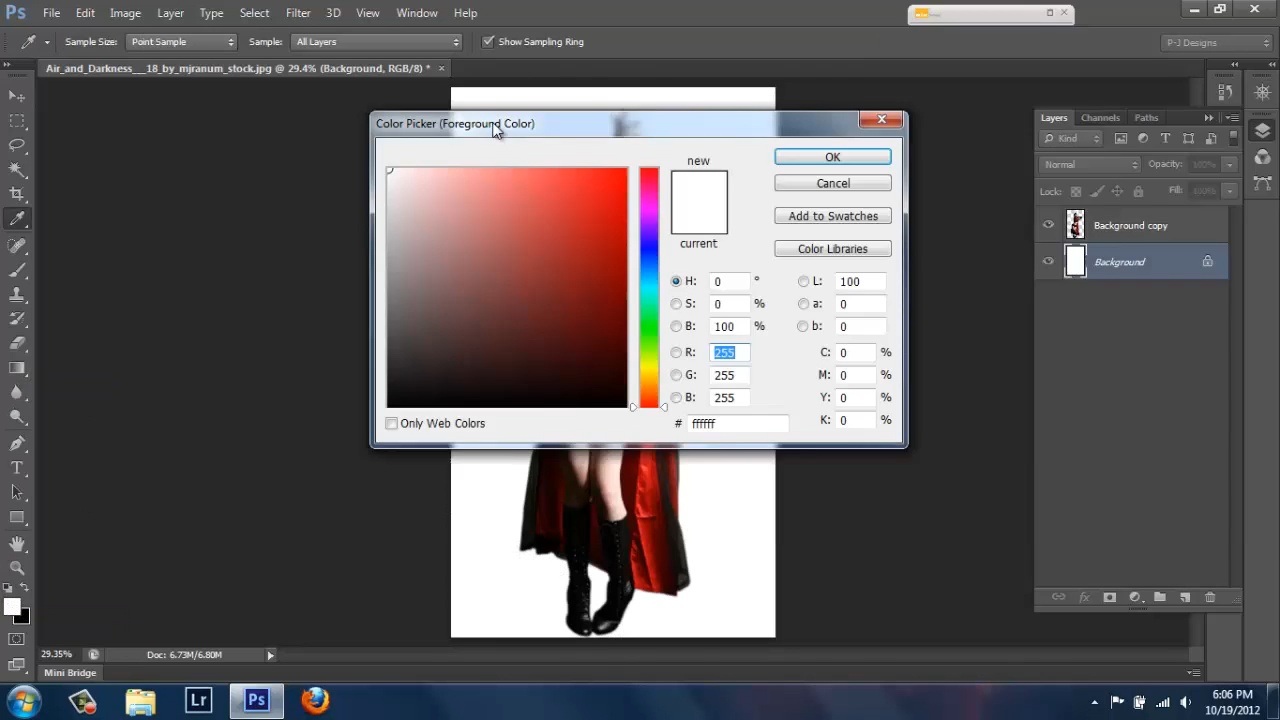 Ps File Edit Image Layer Type Select Filter 3D View Window Help
Sample Size: Point Sample Sample: All Layers Show Sampling Ring P-J Designs
Air_and_Darkness___18_by_mjranum_stock.jpg @ 29.4% (Background, RGB/8) * ×
Color Picker (Foreground Color)
new
current
OK
Cancel
Add to Swatches
Color Libraries
H: 0 ° L: 100
S: 0 % a: 0
B: 100 % b: 0
R: 255 C: 0 %
G: 255 M: 0 %
B: 255 Y: 0 %
# ffffff K: 0 %
Only Web Colors
Layers Channels Paths
Kind
Normal Opacity: 100%
Lock: Fill: 100%
Background copy
Background
29.35% Doc: 6.73M/6.80M
Mini Bridge
Lr Ps
6:06 PM
10/19/2012